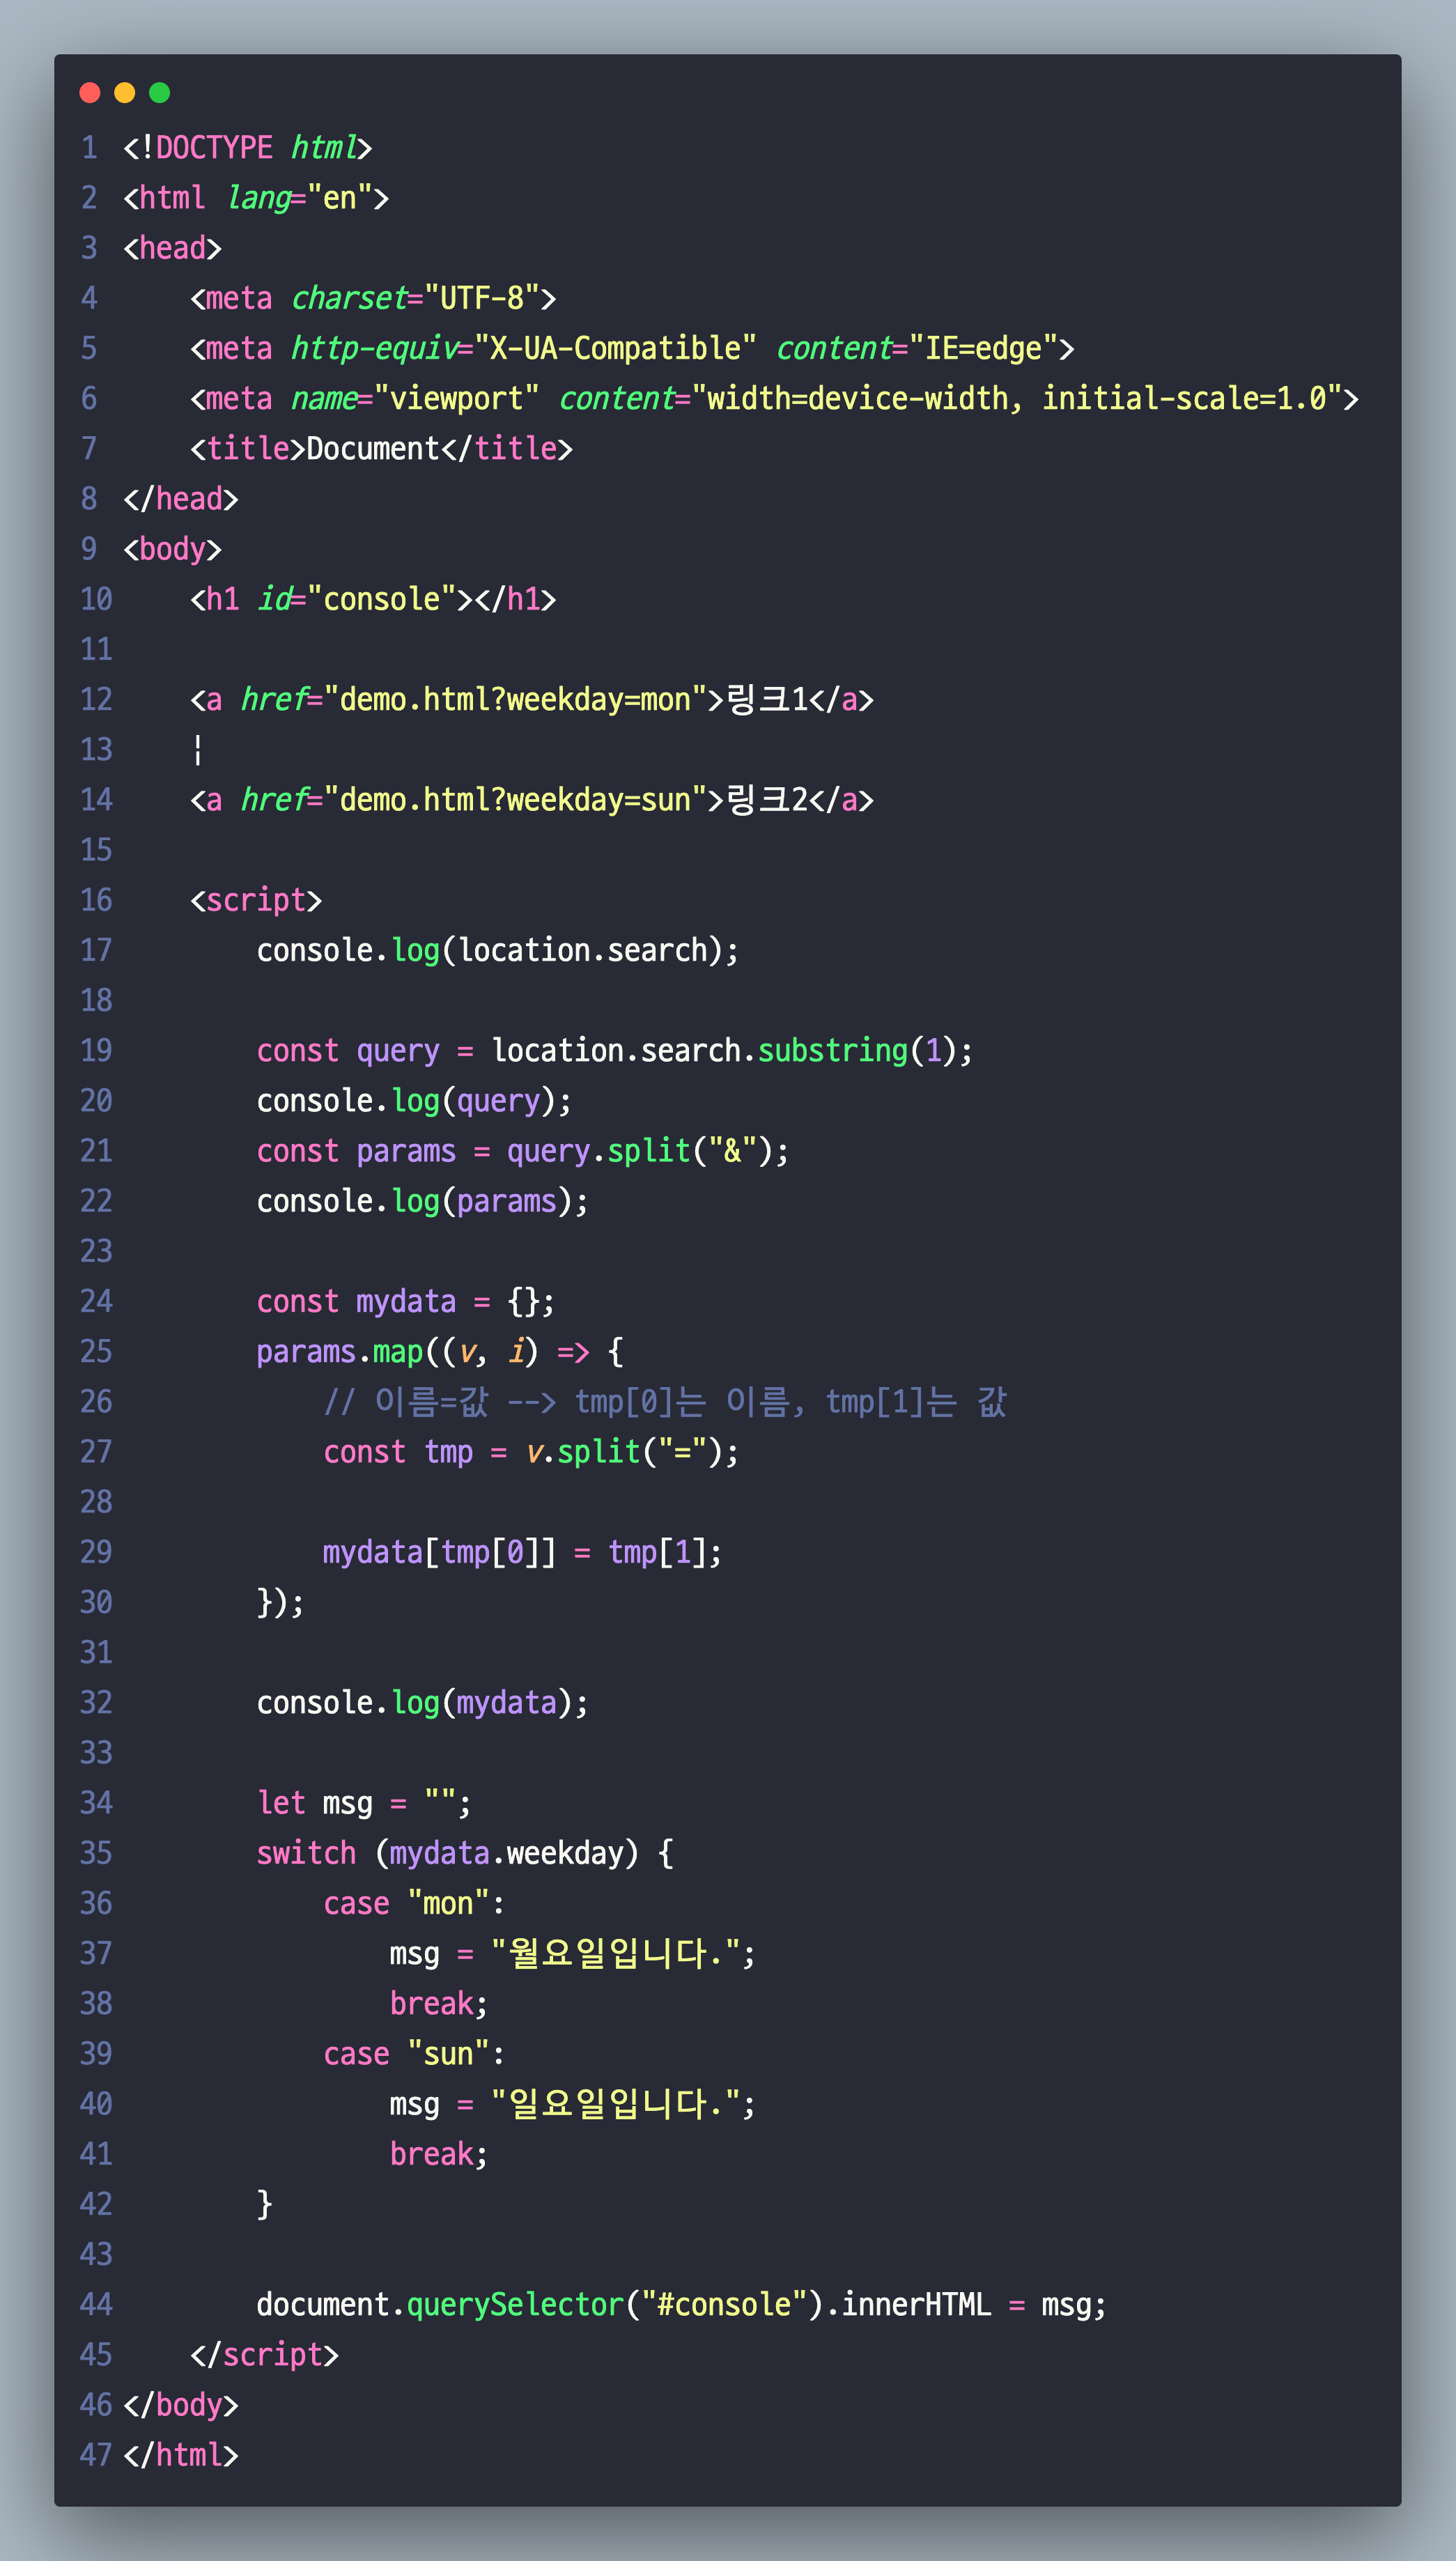 1 <!DOCTYPE html>
2 <html lang="en">
3 <head>
4     <meta charset="UTF-8">
5     <meta http-equiv="X-UA-Compatible" content="IE=edge">
6     <meta name="viewport" content="width=device-width, initial-scale=1.0">
7     <title>Document</title>
8 </head>
9 <body>
10     <h1 id="console"></h1>
11
12     <a href="demo.html?weekday=mon">링크1</a>
13     |
14     <a href="demo.html?weekday=sun">링크2</a>
15
16     <script>
17         console.log(location.search);
18
19         const query = location.search.substring(1);
20         console.log(query);
21         const params = query.split("&");
22         console.log(params);
23
24         const mydata = {};
25         params.map((v, i) => {
26             // 이름=값 --> tmp[0]는 이름, tmp[1]는 값
27             const tmp = v.split("=");
28
29             mydata[tmp[0]] = tmp[1];
30         });
31
32         console.log(mydata);
33
34         let msg = "";
35         switch (mydata.weekday) {
36             case "mon":
37                 msg = "월요일입니다.";
38                 break;
39             case "sun":
40                 msg = "일요일입니다.";
41                 break;
42         }
43
44         document.querySelector("#console").innerHTML = msg;
45     </script>
46 </body>
47 </html>